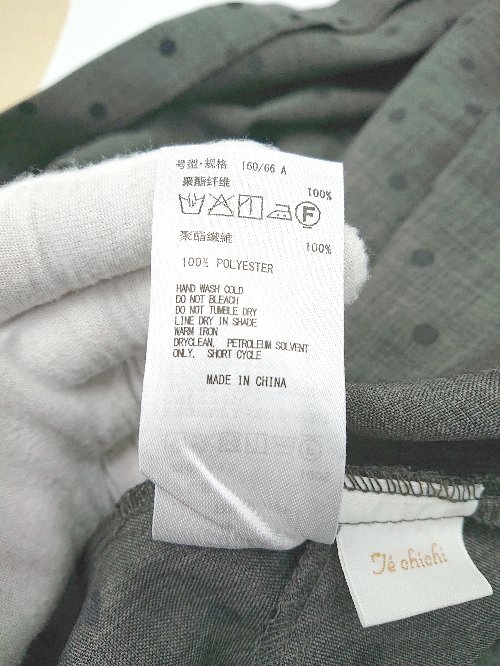 号型·规格 160/66 A
聚酯纤维 100%
F
聚酯纖維 100%
100% POLYESTER
HAND WASH COLD
DO NOT BLEACH
DO NOT TUMBLE DRY
LINE DRY IN SHADE
WARM IRON
DRYCLEAN, PETROLEUM SOLVENT
ONLY, SHORT CYCLE
MADE IN CHINA
Té chichi